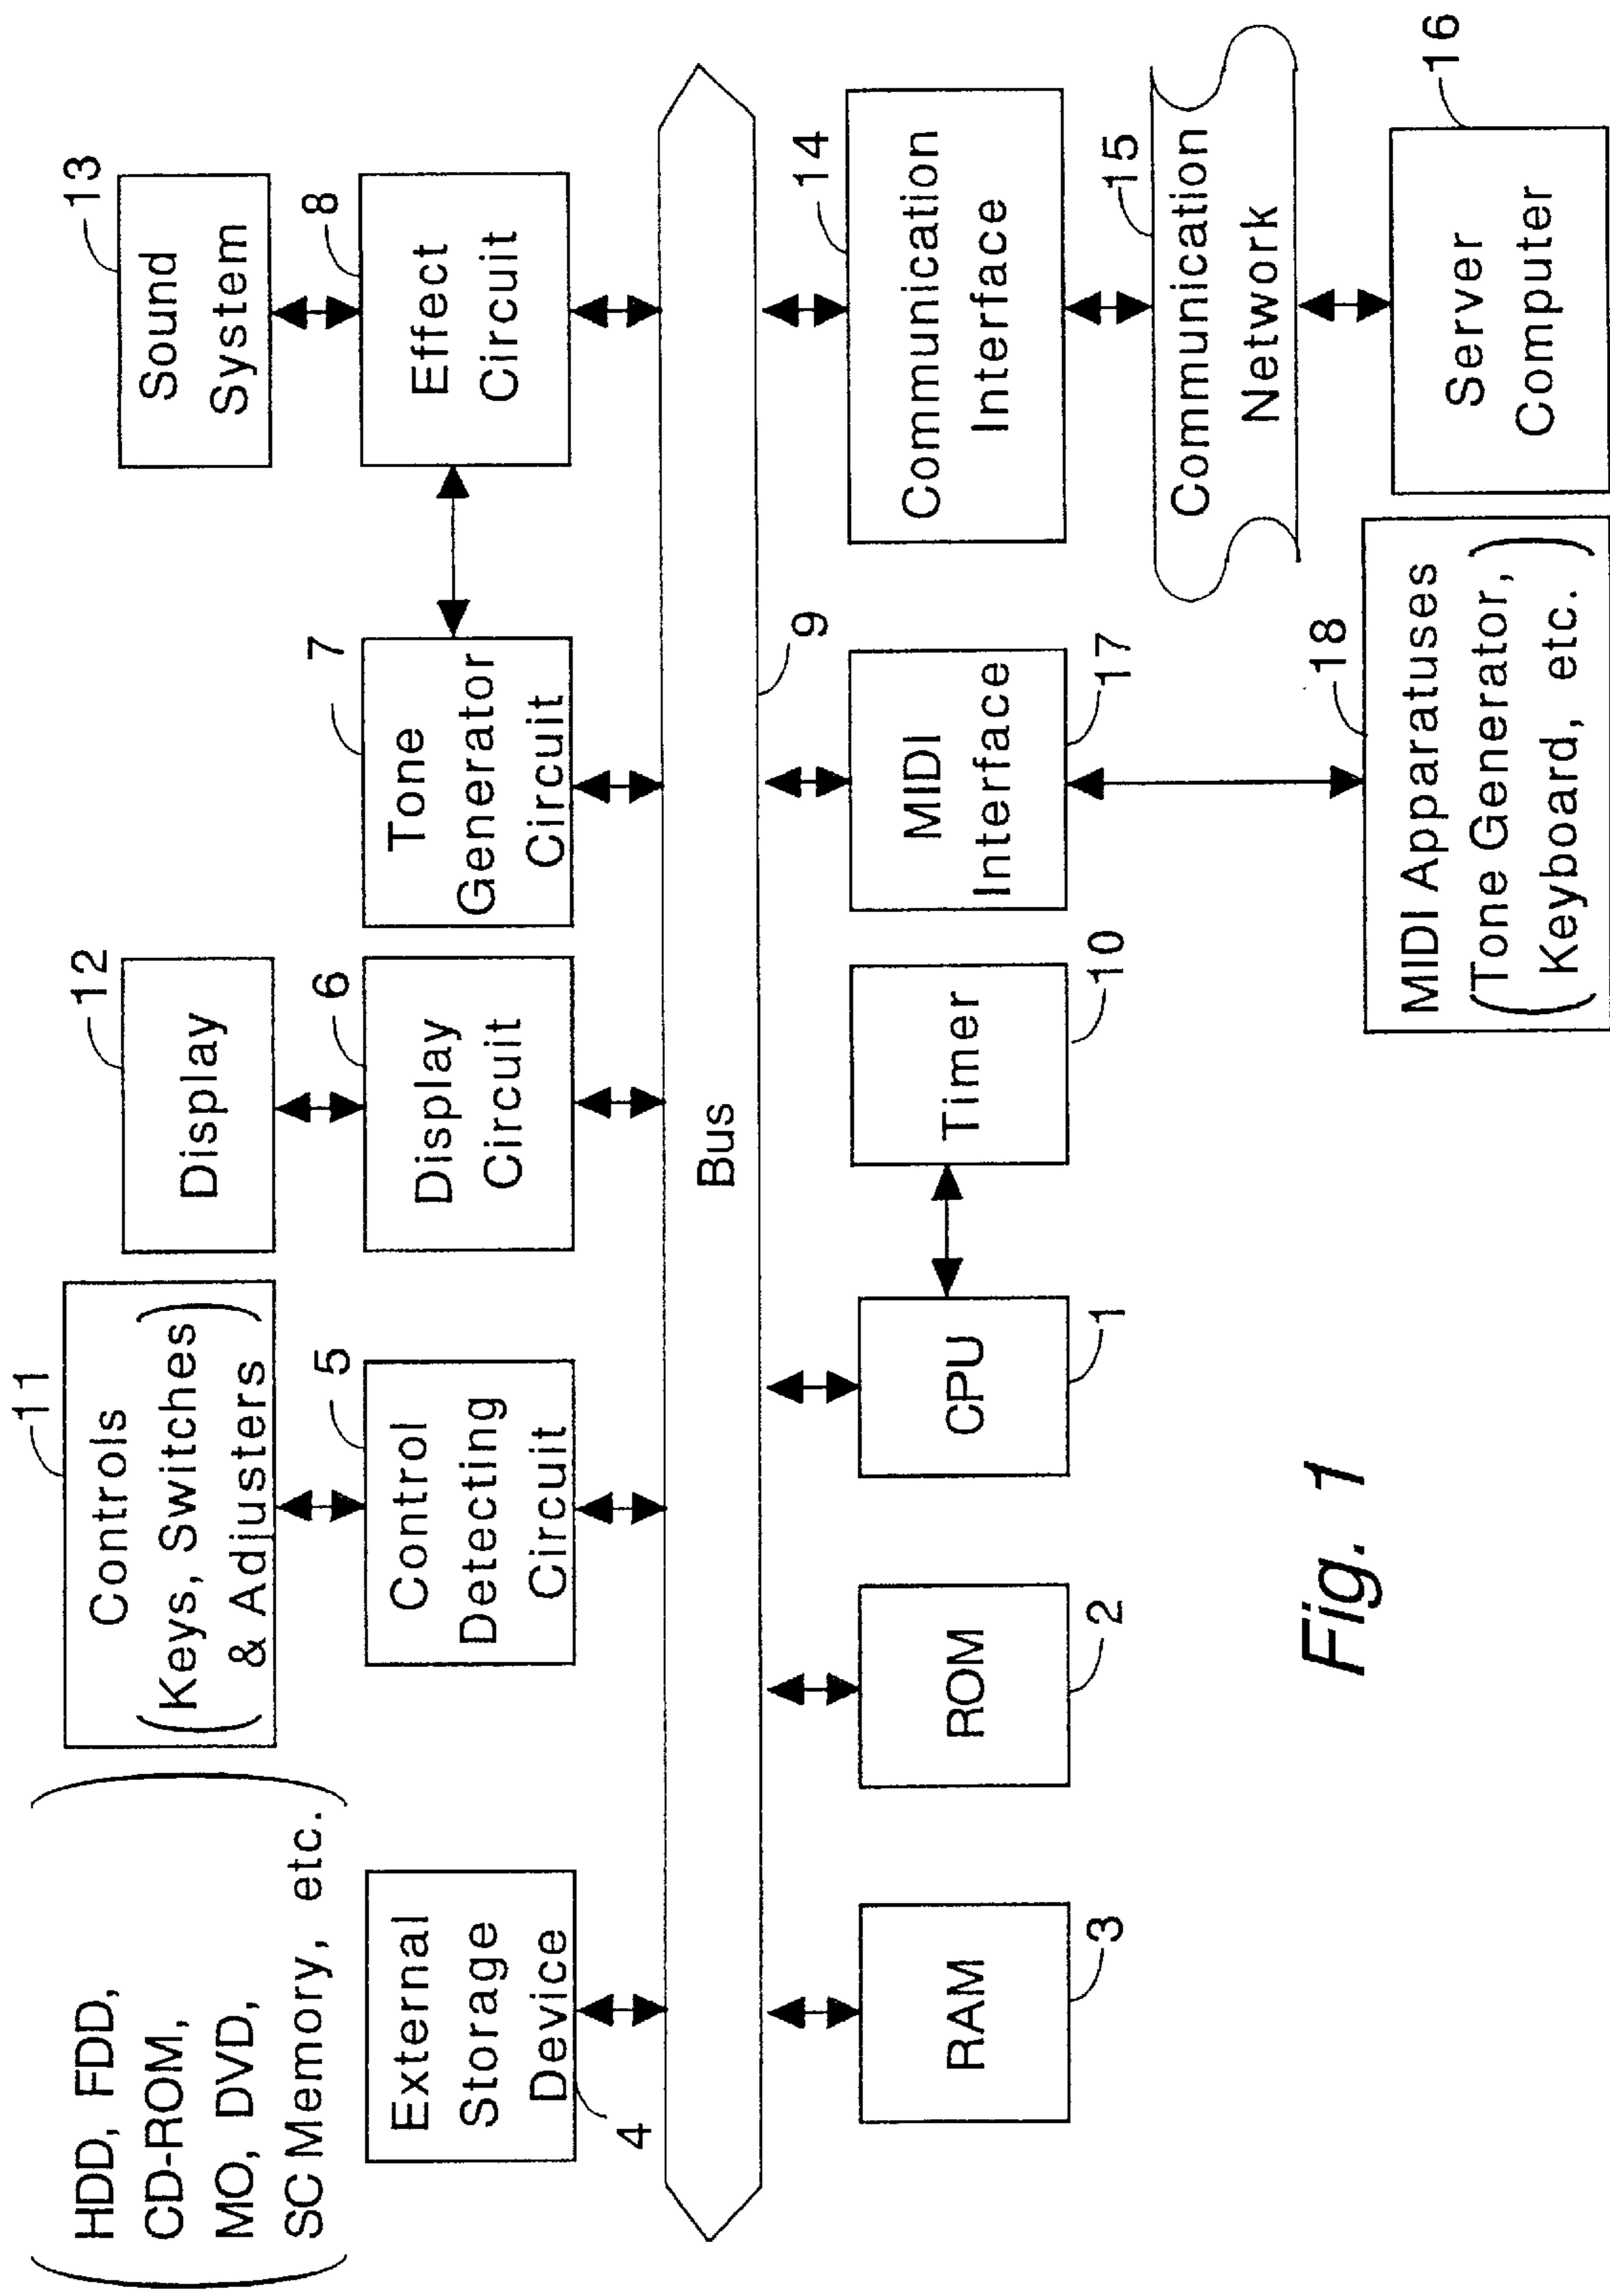 HDD, FDD,
CD-ROM,
MO, DVD,
SC Memory, etc.
11
Controls
(Keys, Switches
& Adjusters)
12
Display
13
Sound
System
External
Storage
Device
4
5
Control
Detecting
Circuit
6
Display
Circuit
7
Tone
Generator
Circuit
8
Effect
Circuit
Bus
9
RAM
3
ROM
2
CPU
1
Timer
10
MIDI
Interface
17
14
Communication
Interface
15
Communication
Network
18
MIDI Apparatuses
(Tone Generator,
Keyboard, etc.)
16
Server
Computer
Fig. 1